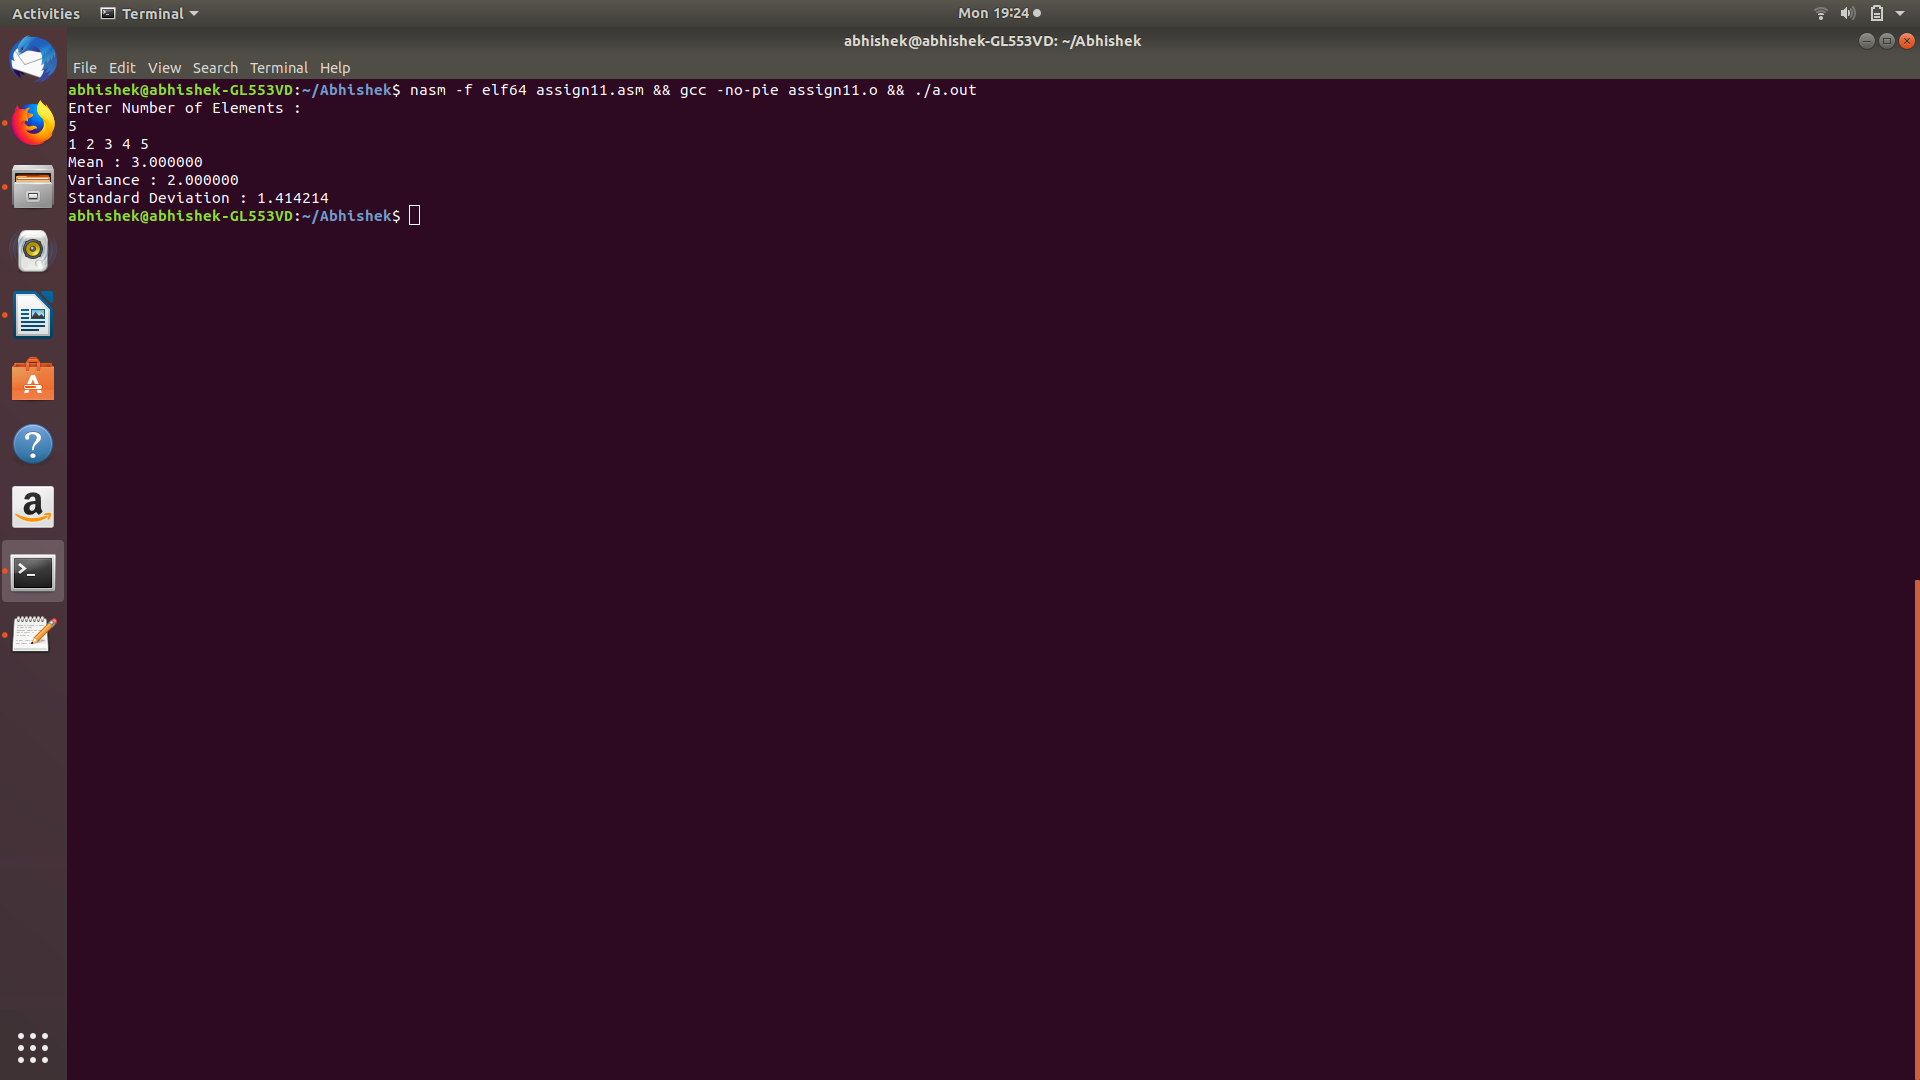 Activities Terminal Mon 19:24
abhishek@abhishek-GL553VD: ~/Abhishek
File Edit View Search Terminal Help
abhishek@abhishek-GL553VD:~/Abhishek$ nasm -f elf64 assign11.asm && gcc -no-pie assign11.o && ./a.out
Enter Number of Elements :
5
1 2 3 4 5
Mean : 3.000000
Variance : 2.000000
Standard Deviation : 1.414214
abhishek@abhishek-GL553VD:~/Abhishek$